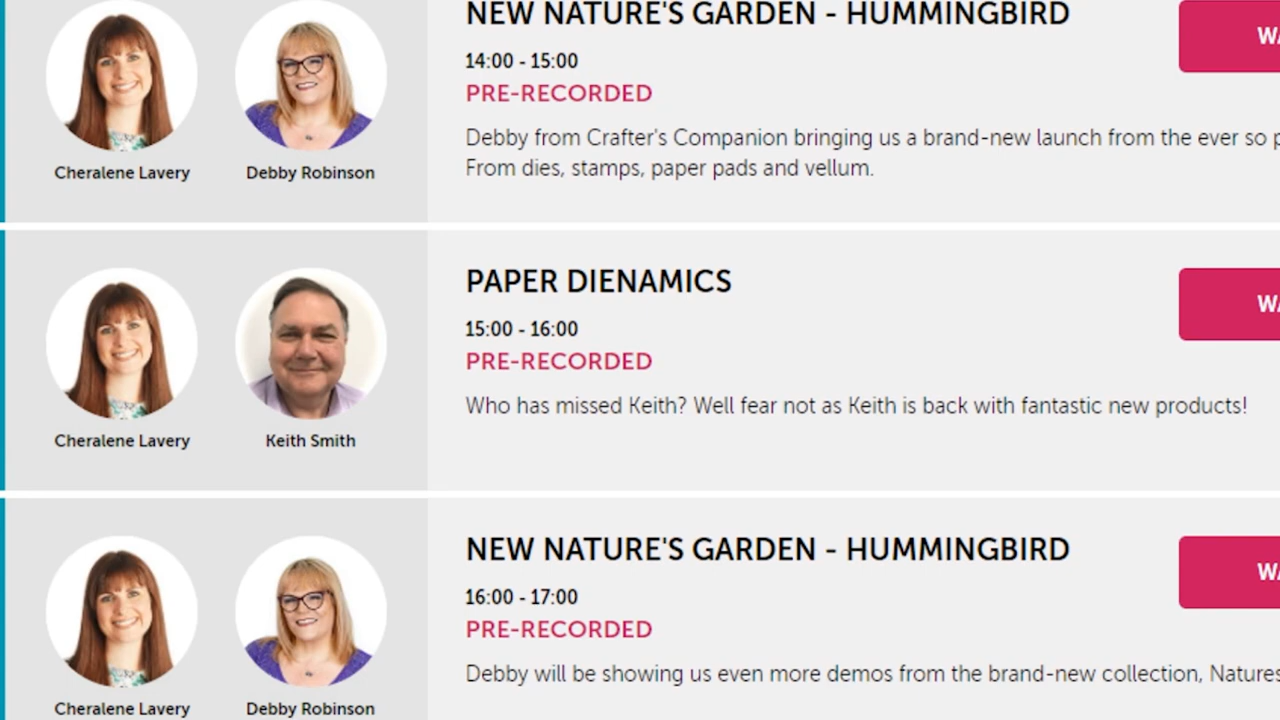 NEW NATURE'S GARDEN - HUMMINGBIRD
14:00 - 15:00
PRE-RECORDED
Debby from Crafter's Companion bringing us a brand-new launch from the ever so
From dies, stamps, paper pads and vellum.
Cheralene Lavery
Debby Robinson
PAPER DIENAMICS
15:00 - 16:00
PRE-RECORDED
Who has missed Keith? Well fear not as Keith is back with fantastic new products!
Cheralene Lavery
Keith Smith
NEW NATURE'S GARDEN - HUMMINGBIRD
16:00 - 17:00
PRE-RECORDED
Debby will be showing us even more demos from the brand-new collection, Natures
Cheralene Lavery
Debby Robinson